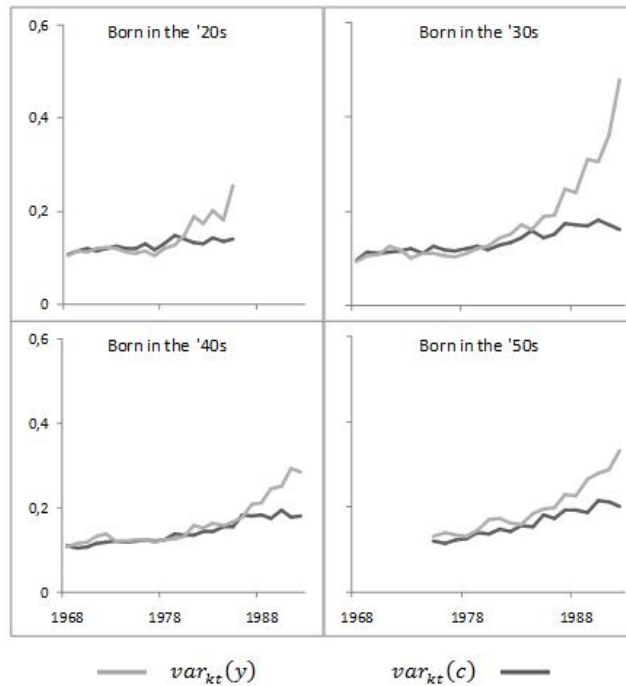 0,6
Born in the '20s
Born in the '30s
0,4
0,2
0
0,6
Born in the '40s
Born in the '50s
0,4
0,2
0
1968 1978 1988 1968 1978 1988
var_kt(y) var_kt(c)